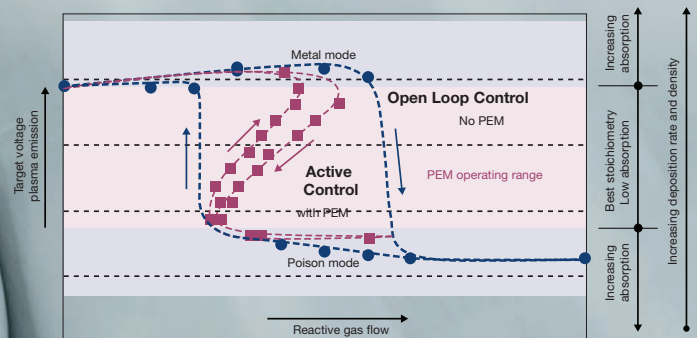 Metal mode
Open Loop Control
No PEM
PEM operating range
Active
Control
with PEM
Poison mode
Reactive gas flow
Target voltage
plasma emission
Increasing
absorption
Best stoichiometry
Low absorption
Increasing
absorption
Increasing deposition rate and density